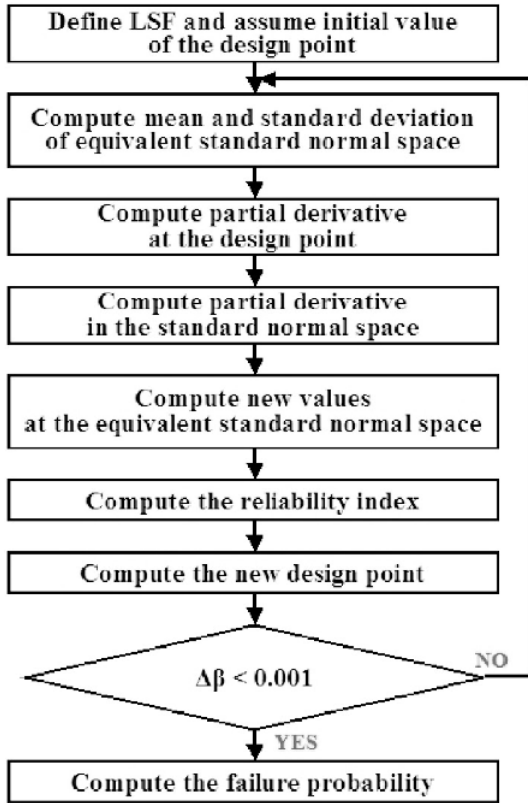 Define LSF and assume initial value
of the design point
Compute mean and standard deviation
of equivalent standard normal space
Compute partial derivative
at the design point
Compute partial derivative
in the standard normal space
Compute new values
at the equivalent standard normal space
Compute the reliability index
Compute the new design point
Δβ < 0.001
NO
YES
Compute the failure probability